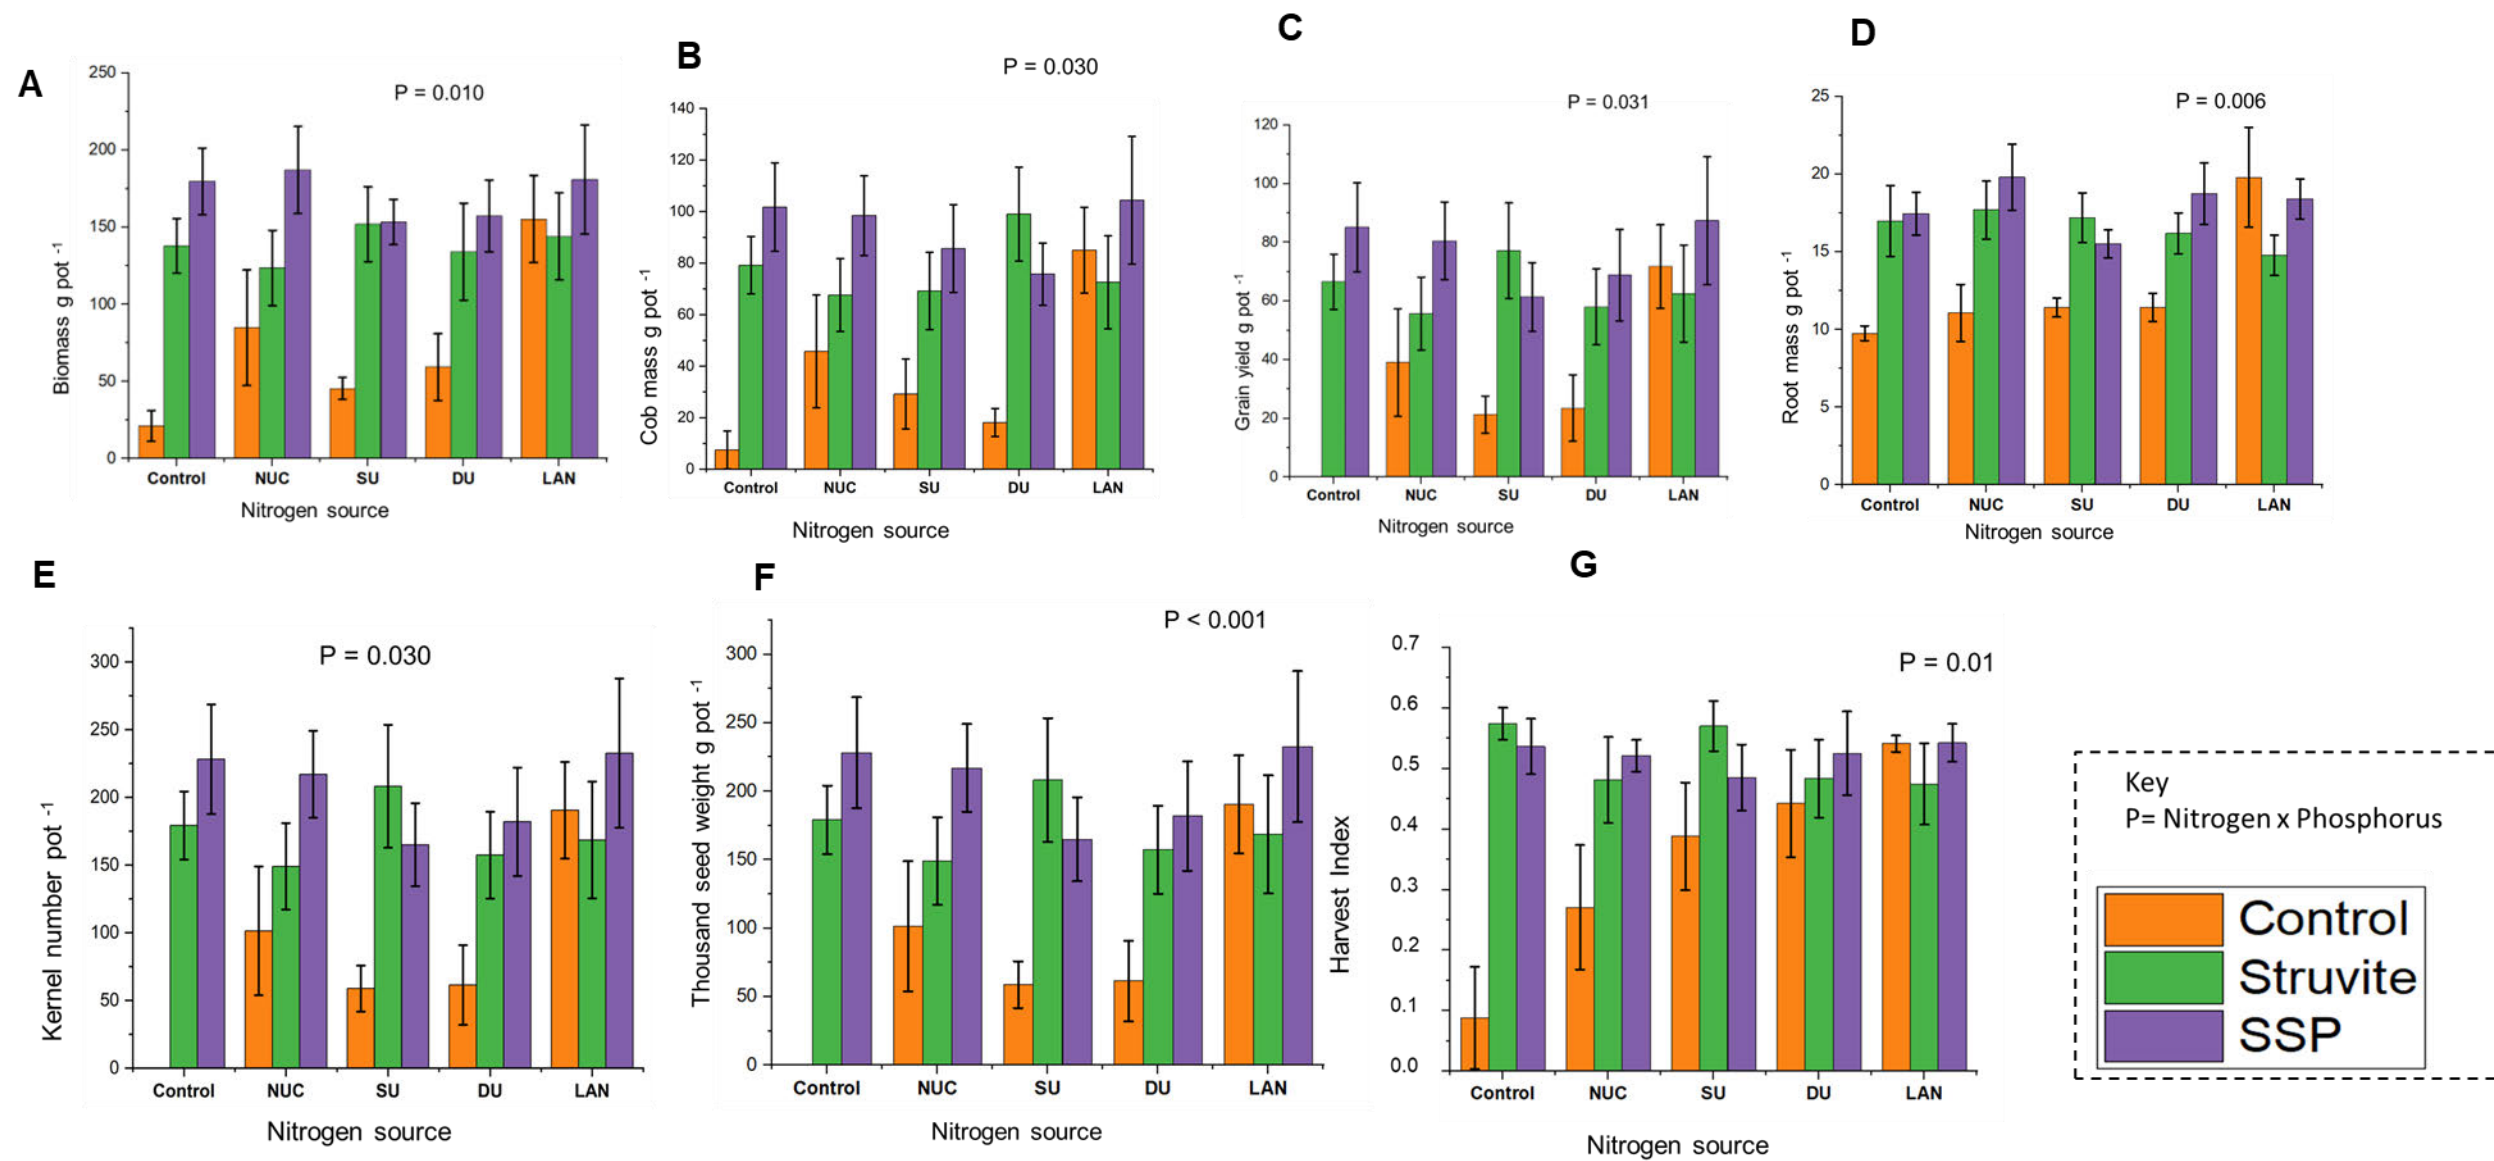 A
P = 0.010
Biomass g pot -1
250
200
150
100
50
0
Control NUC SU DU LAN
Nitrogen source
B
P = 0.030
Cob mass g pot -1
140
120
100
80
60
40
20
0
Control NUC SU DU LAN
Nitrogen source
C
P = 0.031
Grain yield g pot -1
120
100
80
60
40
20
0
Control NUC SU DU LAN
Nitrogen source
D
P = 0.006
Root mass g pot -1
25
20
15
10
5
0
Control NUC SU DU LAN
Nitrogen source
E
P = 0.030
Kernel number pot -1
300
250
200
150
100
50
0
Control NUC SU DU LAN
Nitrogen source
F
P < 0.001
Thousand seed weight g pot -1
300
250
200
150
100
50
0
Control NUC SU DU LAN
Nitrogen source
G
P = 0.01
Harvest Index
0.7
0.6
0.5
0.4
0.3
0.2
0.1
0.0
Control NUC SU DU LAN
Nitrogen source
Key
P= Nitrogen x Phosphorus
Control
Struvite
SSP